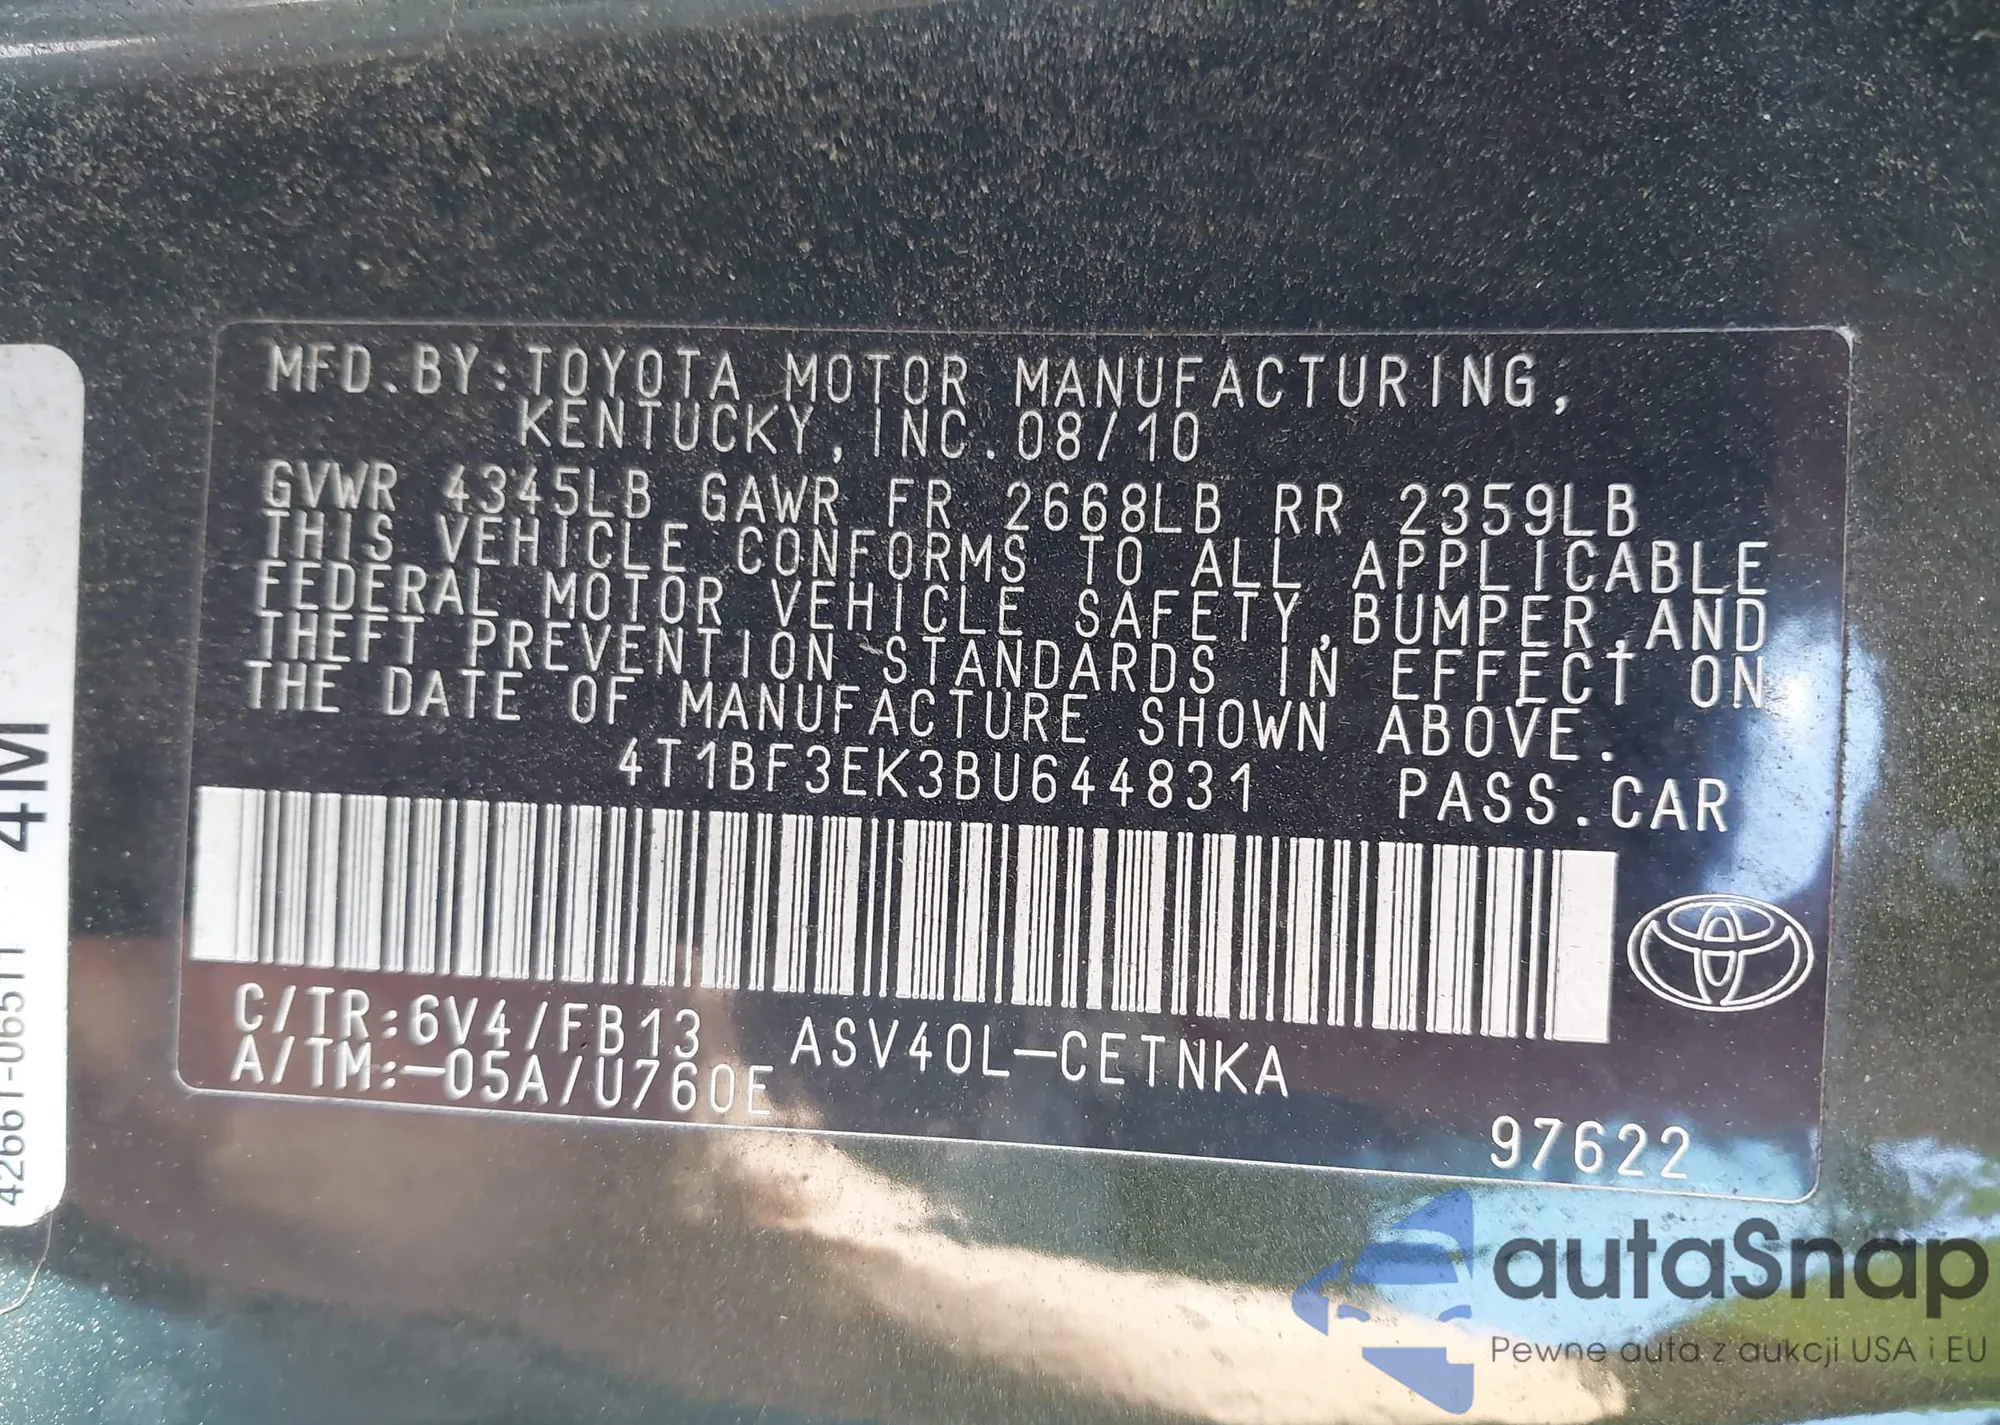 MFD.BY:TOYOTA MOTOR MANUFACTURING,
KENTUCKY,INC.08/10
GVWR 4345LB GAWR FR 2668LB RR 2359LB
THIS VEHICLE CONFORMS TO ALL APPLICABLE
FEDERAL MOTOR VEHICLE SAFETY,BUMPER,AND
THEFT PREVENTION STANDARDS IN EFFECT ON
THE DATE OF MANUFACTURE SHOWN ABOVE.
4T1BF3EK3BU644831 PASS.CAR
C/TR:6V4/FB13 ASV40L-CETNKA
A/TM:-05A/U760E
97622
4M
42661-06511
autaSnap
Pewne auta z aukcji USA i EU